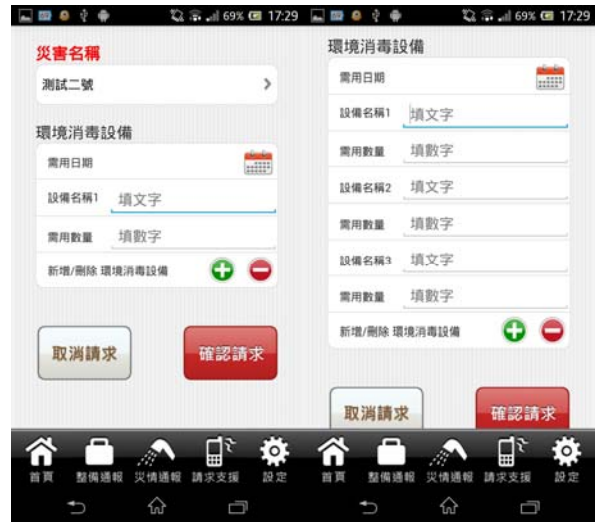 69% 17:29
災害名稱
測試二號
環境消毒設備
需用日期
設備名稱1 填文字
需用數量 填數字
新增/刪除 環境消毒設備
取消請求 確認請求
首頁 整備通報 災情通報 請求支援 設定
69% 17:29
環境消毒設備
需用日期
設備名稱1 填文字
需用數量 填數字
設備名稱2 填文字
需用數量 填數字
設備名稱3 填文字
需用數量 填數字
新增/刪除 環境消毒設備
取消請求 確認請求
首頁 整備通報 災情通報 請求支援 設定